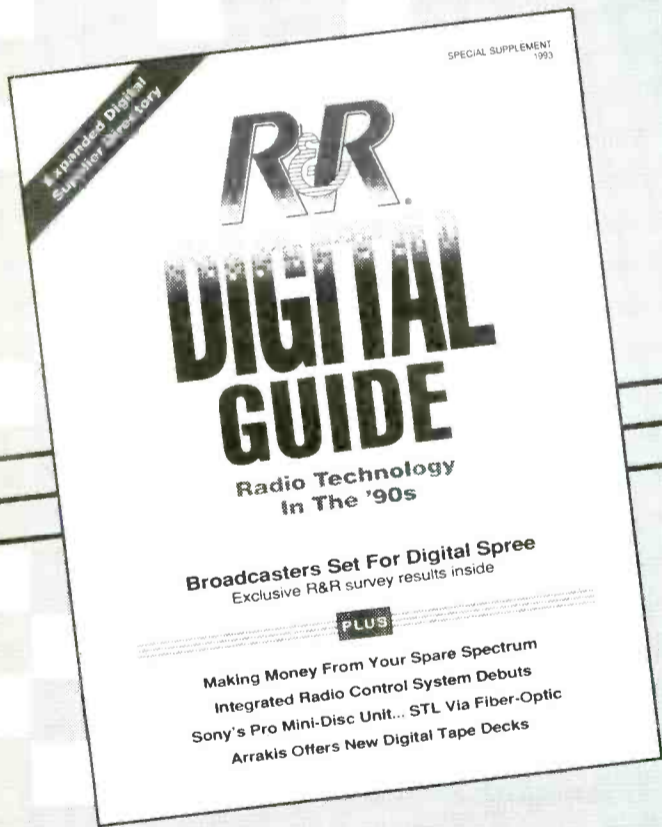 SPECIAL SUPPLEMENT
1993
Expanded Digital
Supplier Directory
R&R
DIGITAL
GUIDE
Radio Technology
In The '90s
Broadcasters Set For Digital Spree
Exclusive R&R survey results inside
PLUS
Making Money From Your Spare Spectrum
Integrated Radio Control System Debuts
Sony's Pro Mini-Disc Unit... STL Via Fiber-Optic
Arrakis Offers New Digital Tape Decks